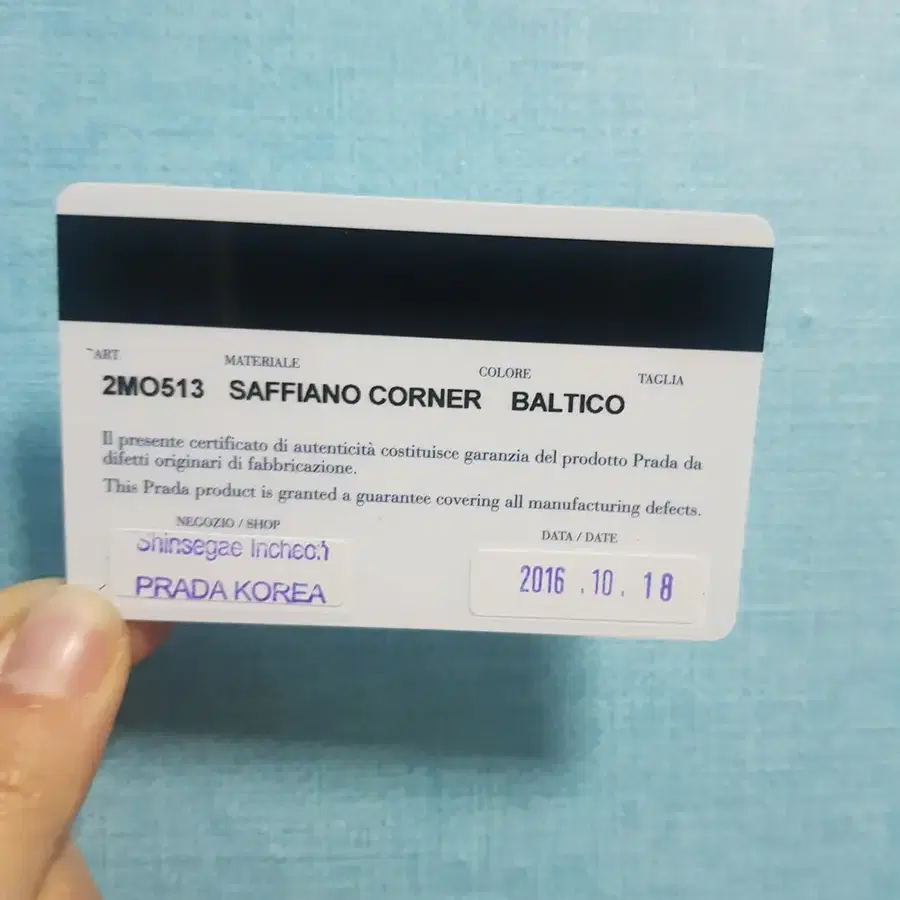 ART. MATERIALE COLORE TAGLIA
2MO513 SAFFIANO CORNER BALTICO
Il presente certificato di autenticità costituisce garanzia del prodotto Prada da
difetti originari di fabbricazione.
This Prada product is granted a guarantee covering all manufacturing defects.
NEGOZIO / SHOP DATA / DATE
Shinsegae Incheon
PRADA KOREA 2016 .10. 18